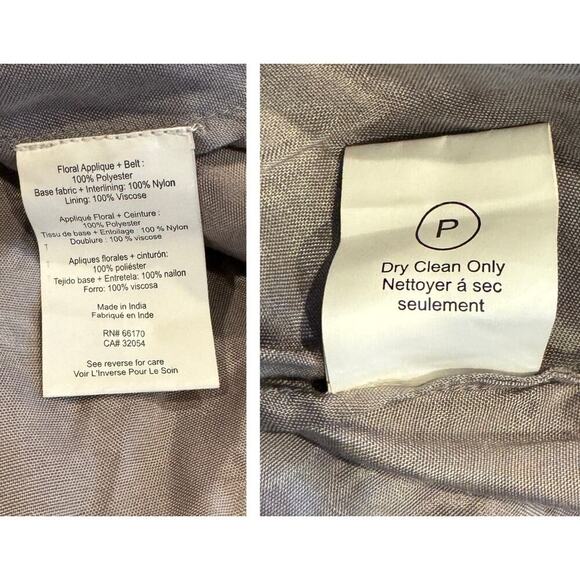 Floral Applique + Belt :
100% Polyester
Base fabric + Interlining: 100% Nylon
Lining: 100% Viscose
Appliqué Floral + Ceinture :
100% Polyester
Tissu de base + Entoilage : 100 % Nylon
Doublure : 100 % viscose
Apliques florales + cinturón:
100% poliéster
Tejido base + Entretela: 100% nailon
Forro: 100% viscosa
Made in India
Fabriqué en Inde
RN# 66170
CA# 32054
See reverse for care
Voir L'Inverse Pour Le Soin
P
Dry Clean Only
Nettoyer á sec
seulement